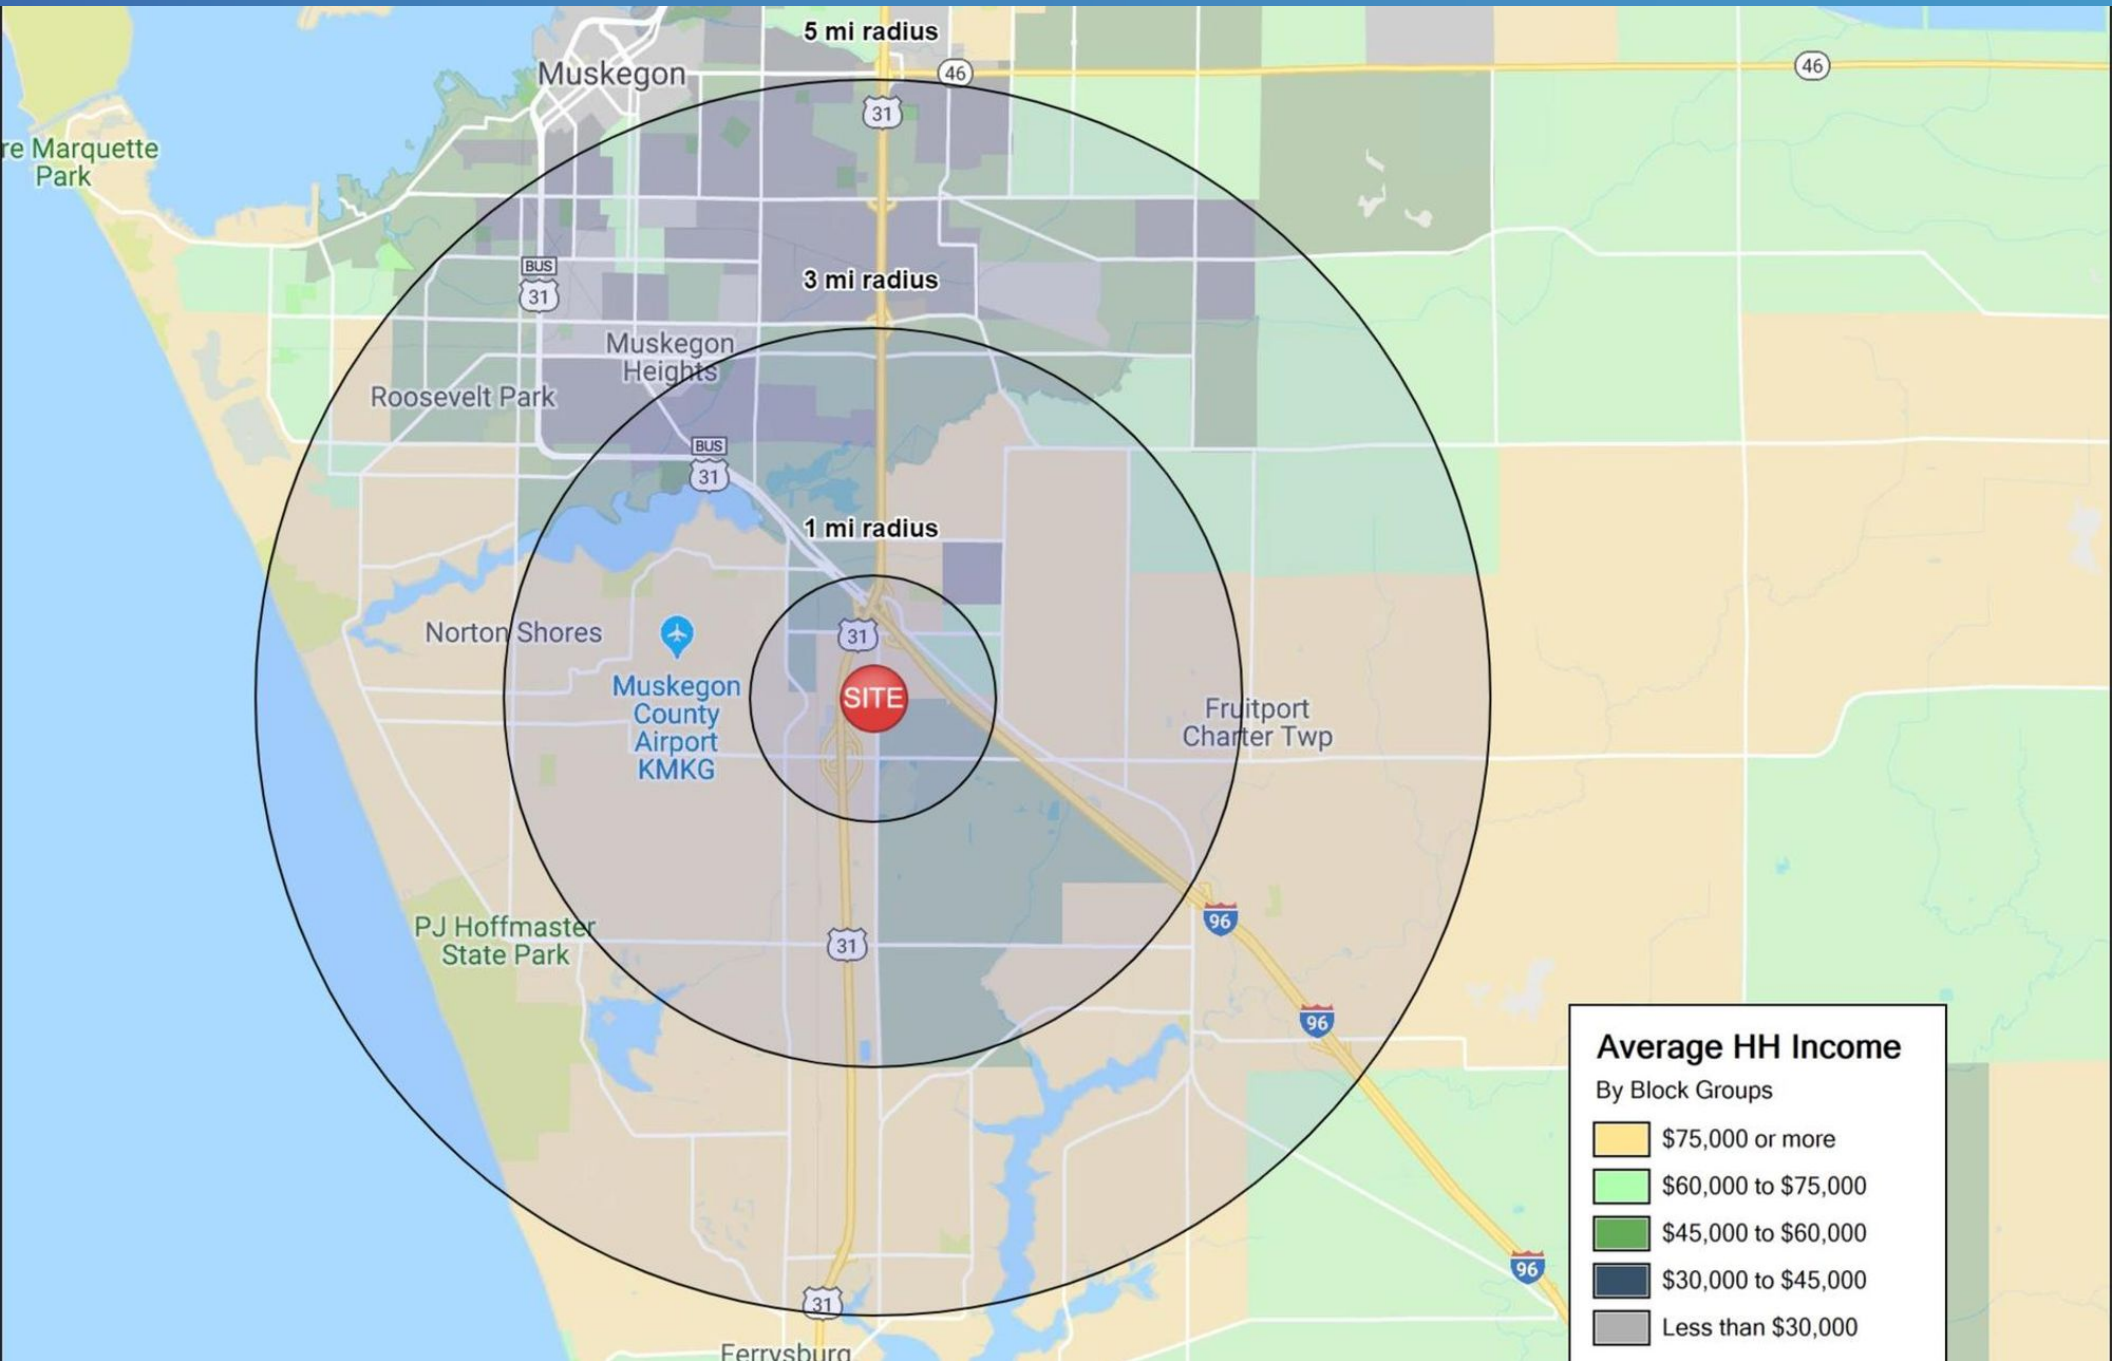 5 mi radius
Muskegon
46
46
31
re Marquette
Park
BUS
31
3 mi radius
Muskegon
Heights
Roosevelt Park
BUS
31
1 mi radius
Norton Shores
31
SITE
Muskegon
County
Airport
KMKG
Fruitport
Charter Twp
96
PJ Hoffmaster
State Park
31
96
Average HH Income
By Block Groups
$75,000 or more
$60,000 to $75,000
$45,000 to $60,000
$30,000 to $45,000
Less than $30,000
96
31
Ferrysburg